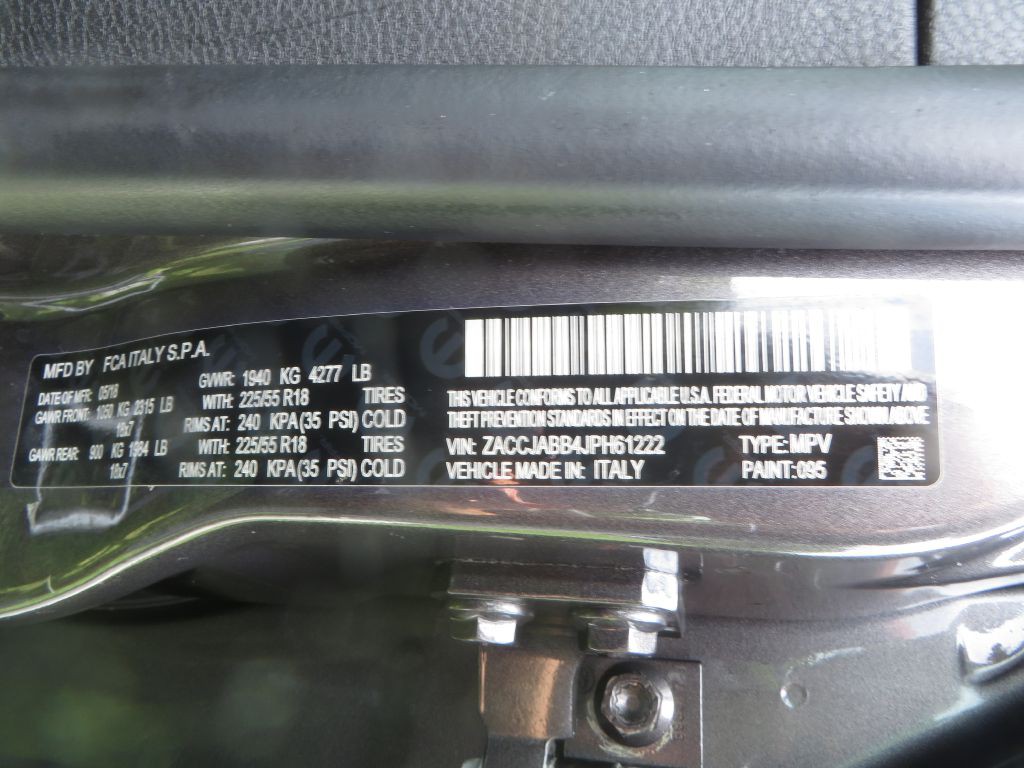 MFD BY FCA ITALY S.P.A.
DATE OF MFT: 05/18 GVWR: 1940 KG 4277 LB
GAWR FRONT: 1050 KG 2315 LB WITH: 225/55 R18 TIRES
18x7 RIMS AT: 240 KPA (35 PSI) COLD
GAWR REAR: 900 KG 1984 LB WITH: 225/55 R18 TIRES
18x7 RIMS AT: 240 KPA (35 PSI) COLD
THIS VEHICLE CONFORMS TO ALL APPLICABLE U.S.A. FEDERAL MOTOR VEHICLE SAFETY AND
THEFT PREVENTION STANDARDS IN EFFECT ON THE DATE OF MANUFACTURE SHOWN ABOVE
VIN: ZACCJABB4JPH61222 TYPE: MPV
VEHICLE MADE IN: ITALY PAINT: 095